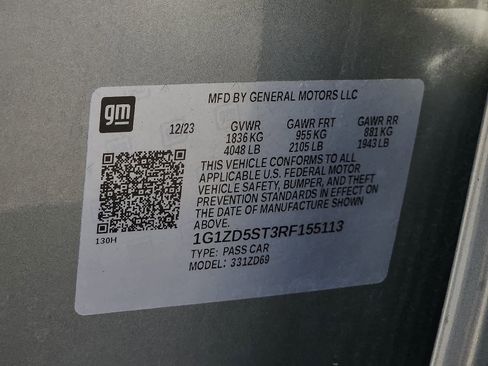 gm
MFD BY GENERAL MOTORS LLC
12/23 GVWR GAWR FRT GAWR RR
1836 KG 955 KG 881 KG
4048 LB 2105 LB 1943 LB
THIS VEHICLE CONFORMS TO ALL
APPLICABLE U.S. FEDERAL MOTOR
VEHICLE SAFETY, BUMPER, AND THEFT
PREVENTION STANDARDS IN EFFECT ON
THE DATE OF MANUFACTURE SHOWN
ABOVE.
130H
1G1ZD5ST3RF155113
TYPE: PASS CAR
MODEL: 331ZD69